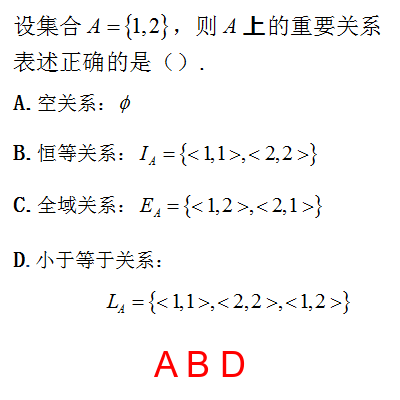 设集合 A={1,2}，则 A 上的重要关系
表述正确的是（）.
A. 空关系：ϕ
B. 恒等关系：I_A={<1,1>,<2,2>}
C. 全域关系：E_A={<1,2>,<2,1>}
D. 小于等于关系：
L_A={<1,1>,<2,2>,<1,2>}
A B D